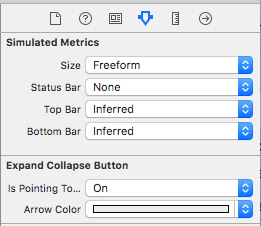 Simulated Metrics
Size Freeform
Status Bar None
Top Bar Inferred
Bottom Bar Inferred
Expand Collapse Button
Is Pointing To... On
Arrow Color